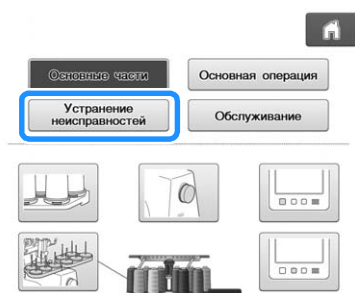 Основные части
Основная операция
Устранение
неисправностей
Обслуживание